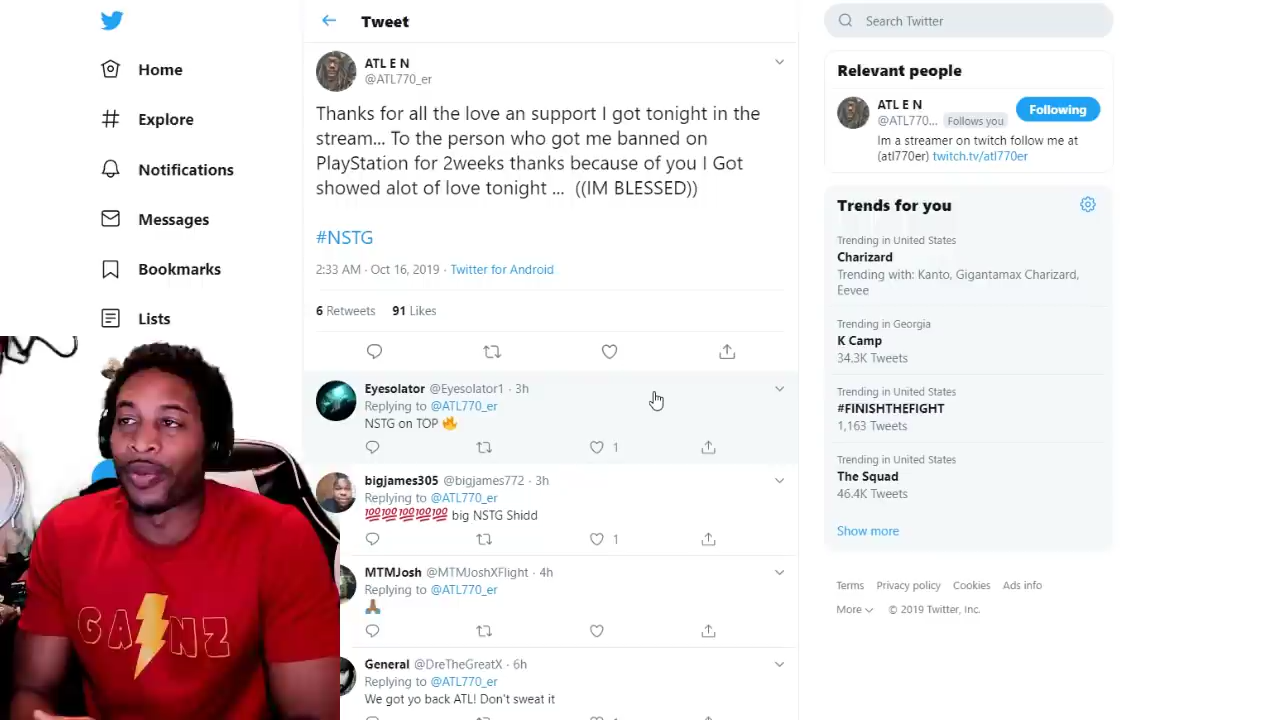 Home
Explore
Notifications
Messages
Bookmarks
Lists
GAINZ
Tweet
ATL E N
@ATL770_er
Thanks for all the love an support I got tonight in the
stream... To the person who got me banned on
PlayStation for 2weeks thanks because of you I Got
showed alot of love tonight ... ((IM BLESSED))
#NSTG
2:33 AM · Oct 16, 2019 · Twitter for Android
6 Retweets 91 Likes
Eyesolator @Eyesolator1 · 3h
Replying to @ATL770_er
NSTG on TOP 🔥
1
bigjames305 @bigjames772 · 3h
Replying to @ATL770_er
💯💯💯💯💯 big NSTG Shidd
1
MTMJosh @MTMJoshXFlight · 4h
Replying to @ATL770_er
🙏🏾
General @DreTheGreatX · 6h
Replying to @ATL770_er
We got yo back ATL! Don't sweat it
Search Twitter
Relevant people
ATL E N
@ATL770... Follows you
Following
Im a streamer on twitch follow me at
(atl770er) twitch.tv/atl770er
Trends for you
Trending in United States
Charizard
Trending with: Kanto, Gigantamax Charizard,
Eevee
Trending in Georgia
K Camp
34.3K Tweets
Trending in United States
#FINISHTHEFIGHT
1,163 Tweets
Trending in United States
The Squad
46.4K Tweets
Show more
Terms Privacy policy Cookies Ads info
More © 2019 Twitter, Inc.